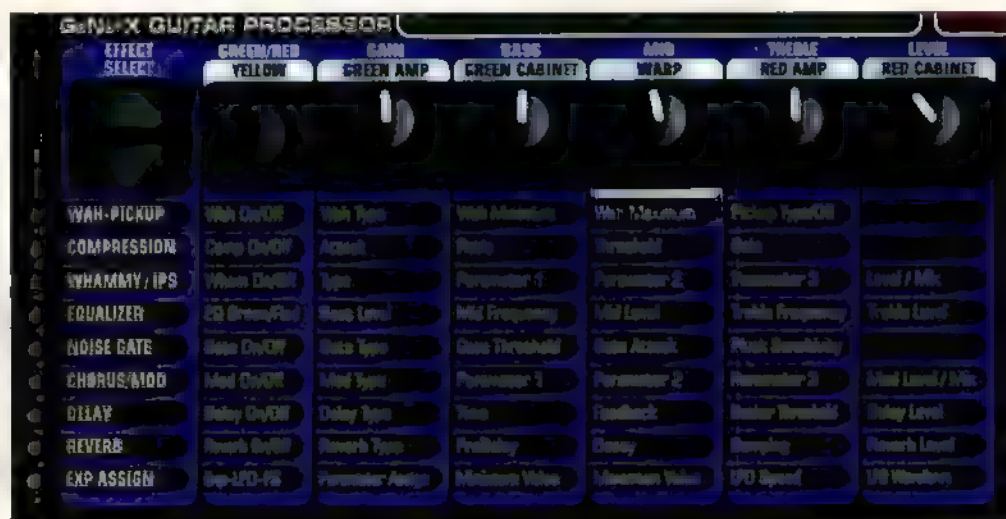 GENX GUITAR PROCESSOR
EFFECT SELECT GREEN/RED GAIN BASS MID TREBLE LEVEL
YELLOW GREEN AMP GREEN CABINET WARP RED AMP RED CABINET
WAH-PICKUP Wah On/Off Wah Type Wah Minimum Wah Maximum Pickup Type/Off
COMPRESSION Comp On/Off Attack Ratio Threshold Gain
WHAMMY / IPS Wham On/Off Type Parameter 1 Parameter 2 Parameter 3 Level / Mix
EQUALIZER EQ Green/Red Bass Level Mid Frequency Mid Level Treble Frequency Treble Level
NOISE GATE Gate On/Off Gate Type Gate Threshold Gate Attack Pluck Sensitivity
CHORUS/MOD Mod On/Off Mod Type Parameter 1 Parameter 2 Parameter 3 Mod Level / Mix
DELAY Delay On/Off Delay Type Time Feedback Threshold Delay Level
REVERB Reverb On/Off Reverb Type PreDelay Decay Damping Reverb Level
EXP ASSIGN Parameter Assign Minimum Value Maximum Value LFO Speed LFO Waveform